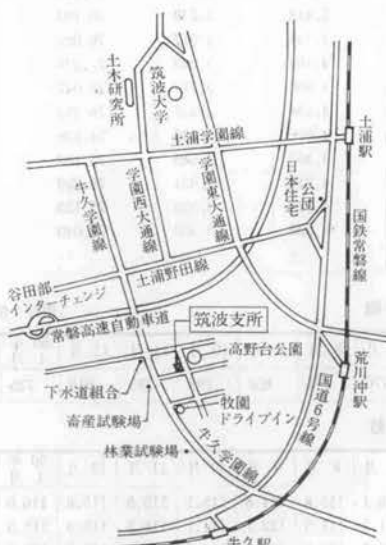 土木研究所
筑波大学
土浦学園線
土浦駅
牛久学園線
学園西大通線
学園東大通線
日本住宅
公団
国鉄常磐線
土浦野田線
谷田部
インターチェンジ
常磐高速自動車道
筑波支所
高野台公園
荒川沖駅
下水道組合
畜産試験場
牧園
ドライブイン
国道6号線
林業試験場
牛久学園線
牛久駅